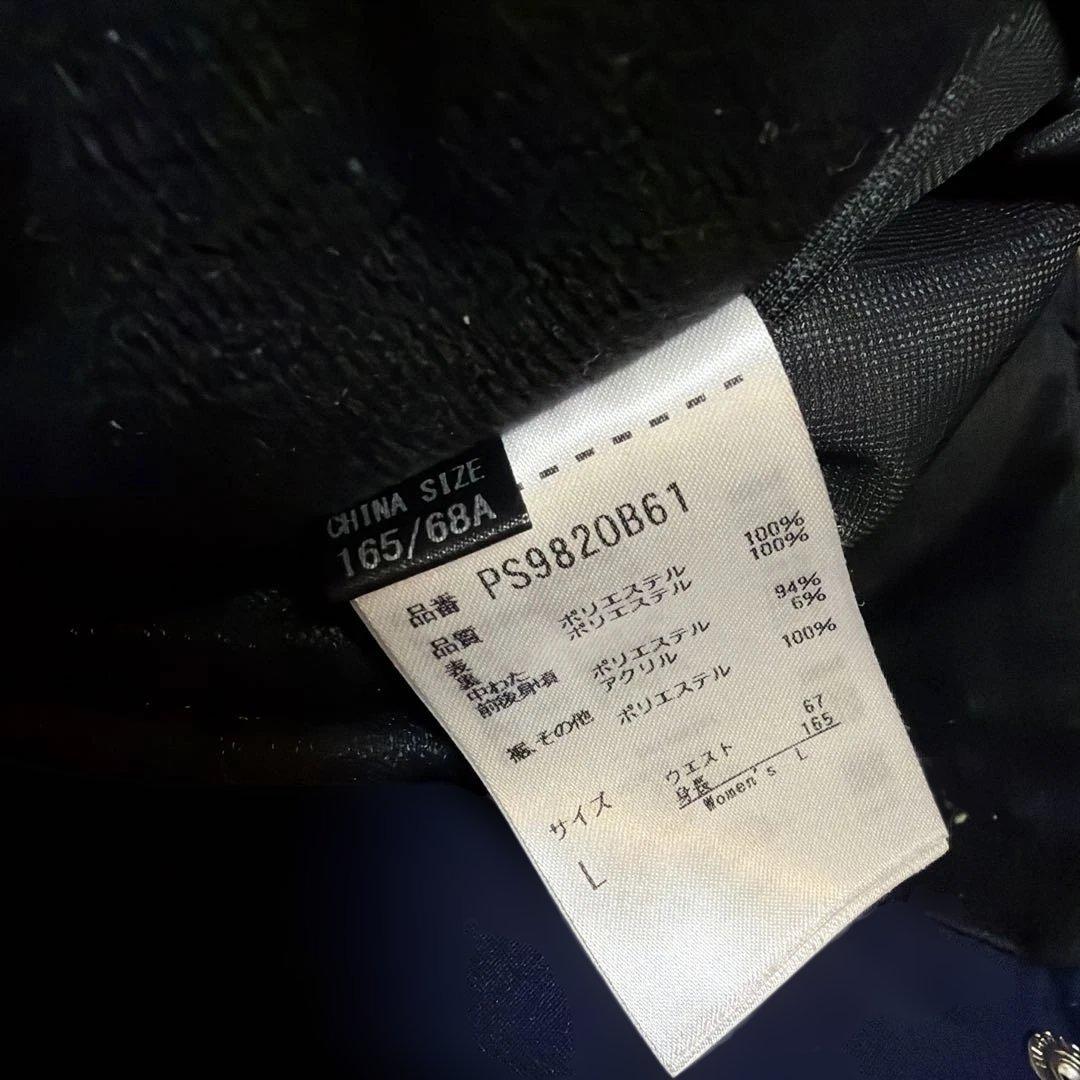 CHINA SIZE
165/68A
品番 PS9820B61
品質
表 ポリエステル 100%
裏 ポリエステル 100%
中わた
前後身頃 ポリエステル 94%
アクリル 6%
裾、その他 ポリエステル 100%
サイズ ウエスト 67
身長 165
L Women's L